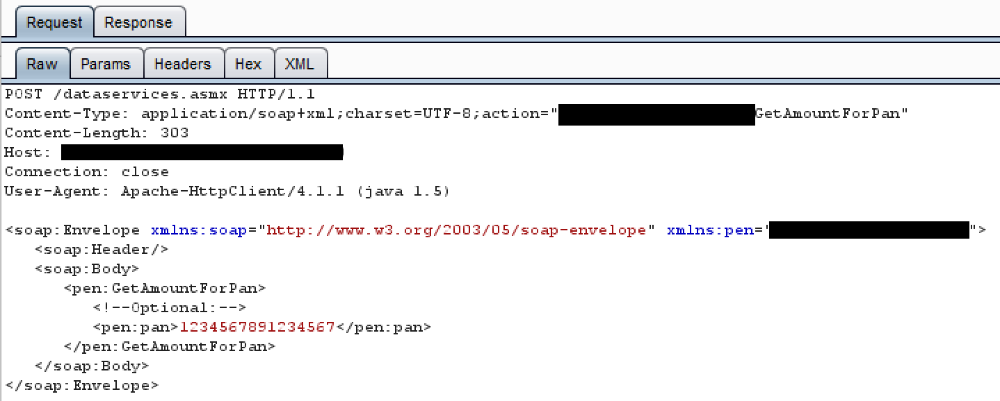 Request Response
Raw Params Headers Hex XML
POST /dataservices.asmx HTTP/1.1
Content-Type: application/soap+xml;charset=UTF-8;action="GetAmountForPan"
Content-Length: 303
Host:
Connection: close
User-Agent: Apache-HttpClient/4.1.1 (java 1.5)
<soap:Envelope xmlns:soap="http://www.w3.org/2003/05/soap-envelope" xmlns:pen="">
<soap:Header/>
<soap:Body>
<pen:GetAmountForPan>
<!--Optional:-->
<pen:pan>1234567891234567</pen:pan>
</pen:GetAmountForPan>
</soap:Body>
</soap:Envelope>